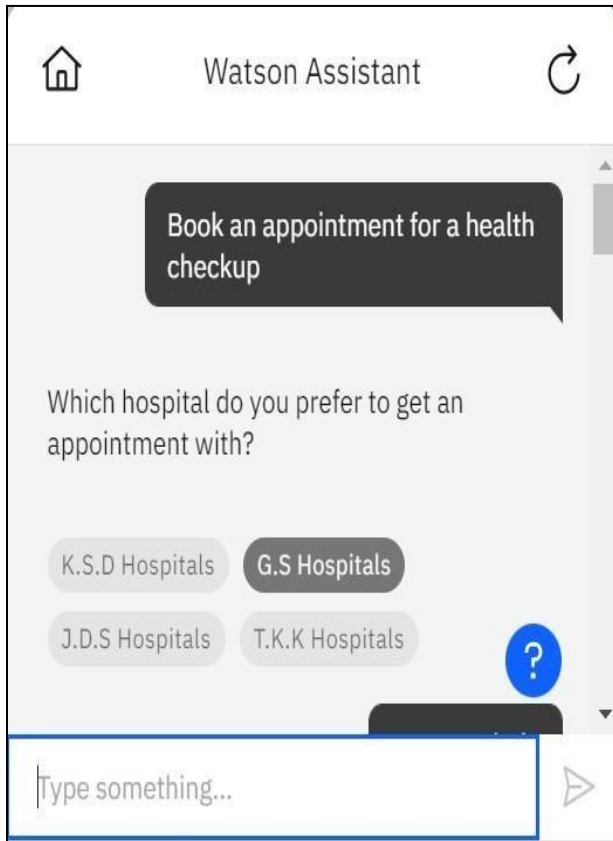 Watson Assistant
Book an appointment for a health
checkup
Which hospital do you prefer to get an
appointment with?
K.S.D Hospitals G.S Hospitals
J.D.S Hospitals T.K.K Hospitals
?
Type something...